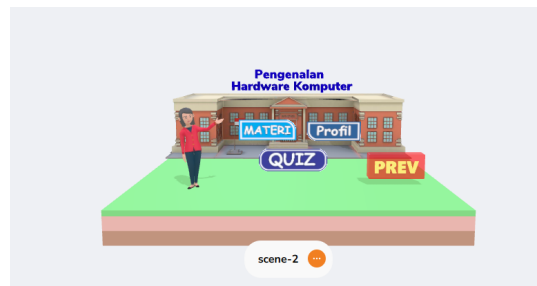 Pengenalan
Hardware Komputer
MATERI
Profil
QUIZ
PREV
scene-2